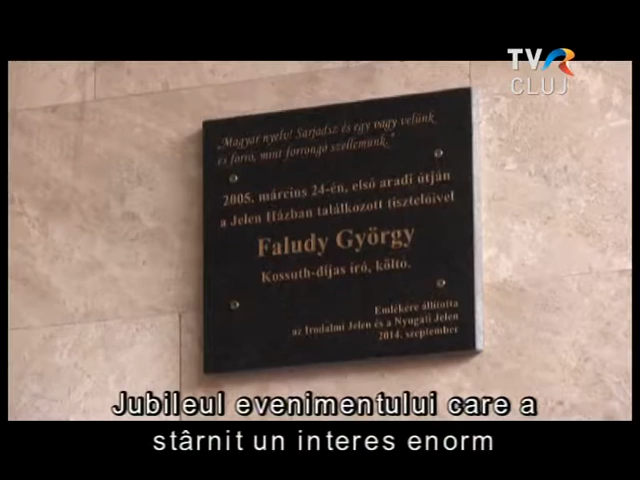 TVR
CLUJ
„Magyar nyelv! Sarjadsz és egy vagy velünk
és forró, mint forrongó szellemünk."
2005. március 24-én, első aradi útján
a Jelen Házban találkozott tisztelőivel
Faludy György
Kossuth-díjas író, költő.
Emlékére állította
az Irodalmi Jelen és a Nyugati Jelen
2014. szeptember
Jubileul evenimentului care a
stârnit un interes enorm